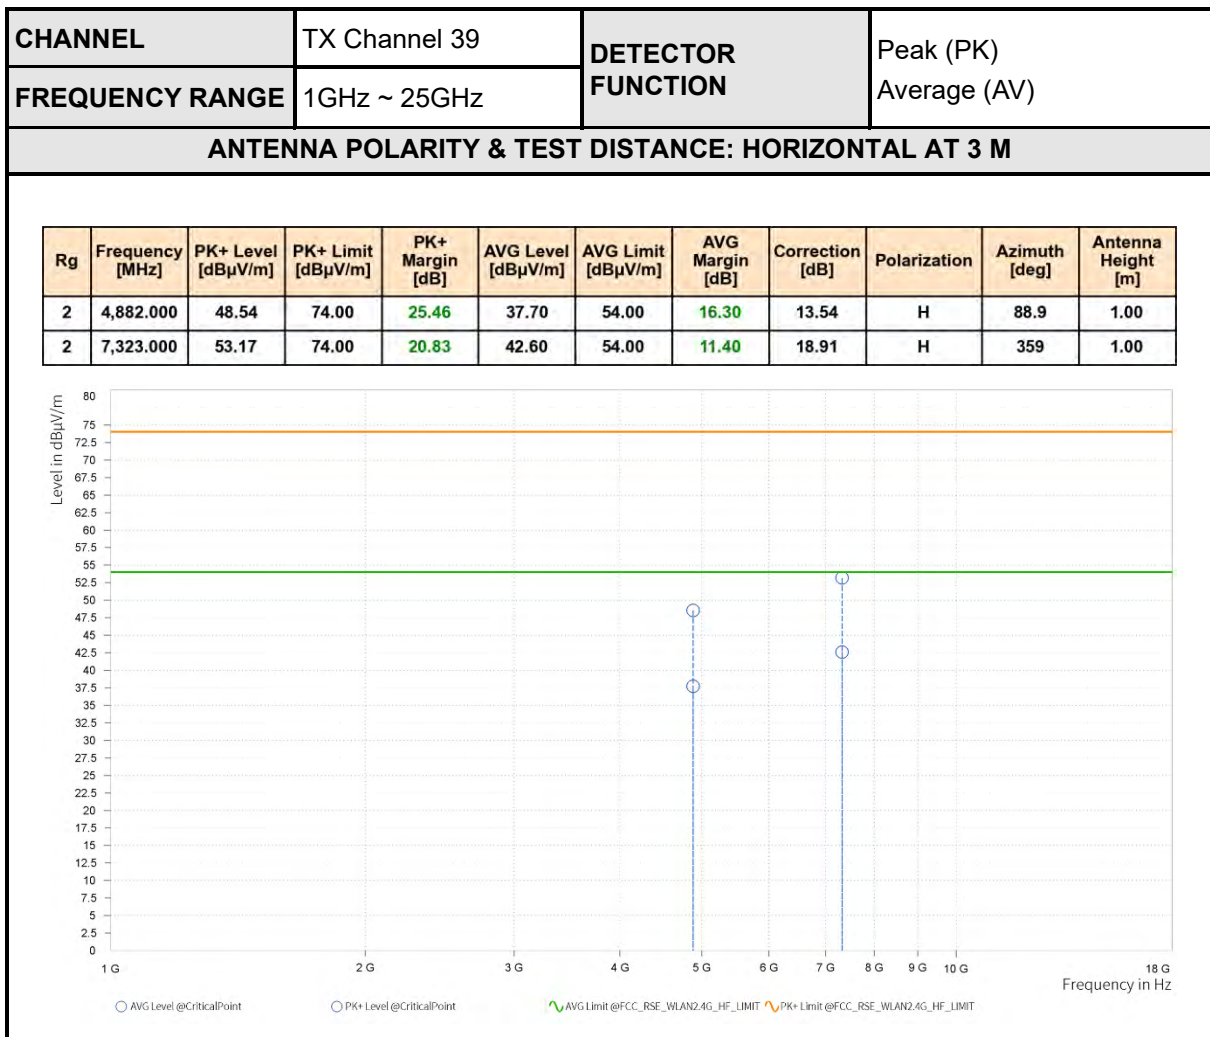 CHANNEL TX Channel 39 DETECTOR FUNCTION Peak (PK)
Average (AV)
FREQUENCY RANGE 1GHz ~ 25GHz
ANTENNA POLARITY & TEST DISTANCE: HORIZONTAL AT 3 M
Rg Frequency [MHz] PK+ Level [dBµV/m] PK+ Limit [dBµV/m] PK+ Margin [dB] AVG Level [dBµV/m] AVG Limit [dBµV/m] AVG Margin [dB] Correction [dB] Polarization Azimuth [deg] Antenna Height [m]
2 4,882.000 48.54 74.00 25.46 37.70 54.00 16.30 13.54 H 88.9 1.00
2 7,323.000 53.17 74.00 20.83 42.60 54.00 11.40 18.91 H 359 1.00
Level in dBµV/m
80
75
72.5
70
67.5
65
62.5
60
57.5
55
52.5
50
47.5
45
42.5
40
37.5
35
32.5
30
27.5
25
22.5
20
17.5
15
12.5
10
7.5
5
2.5
0
1 G 2 G 3 G 4 G 5 G 6 G 7 G 8 G 9 G 10 G 18 G
Frequency in Hz
AVG Level @CriticalPoint PK+ Level @CriticalPoint AVG Limit @FCC_RSE_WLAN2.4G_HF_LIMIT PK+ Limit @FCC_RSE_WLAN2.4G_HF_LIMIT